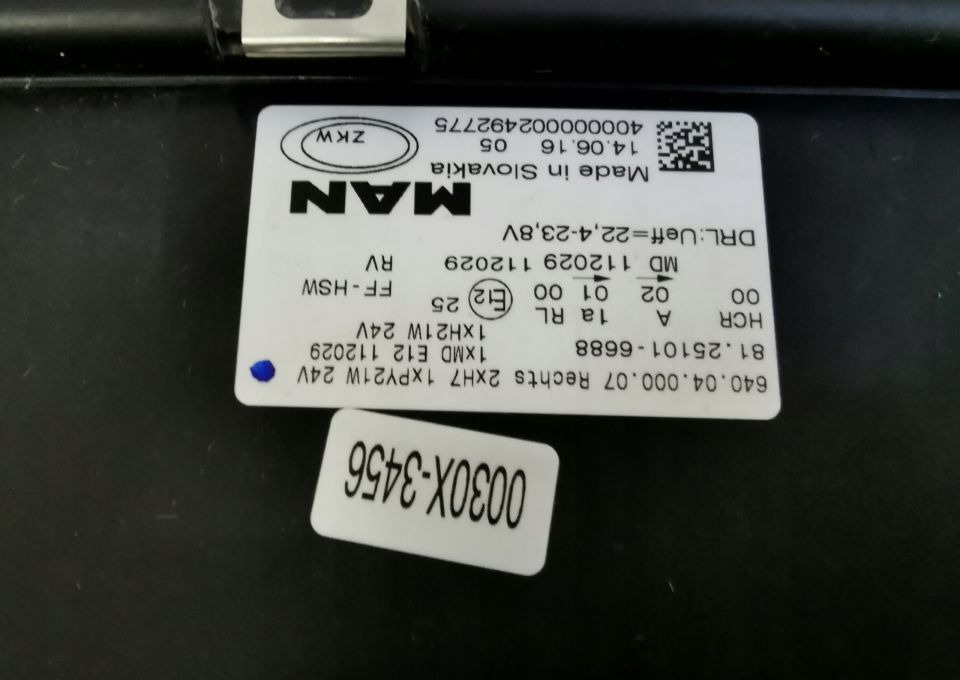 0030X-3456
640.04.000.07 Rechts 2xH7 1xPY21W 24V
81.25101-6688 1xMD E12 112029
1xH21W 24V
HCR A 1a RL E12 25 FF-HSW
00 02 01 00 RV
MD 112029 112029
DRL:Ueff=22,4-23,8V
MAN
Made in Slovakia
14.06.16 05
4000000002492775
ZKW